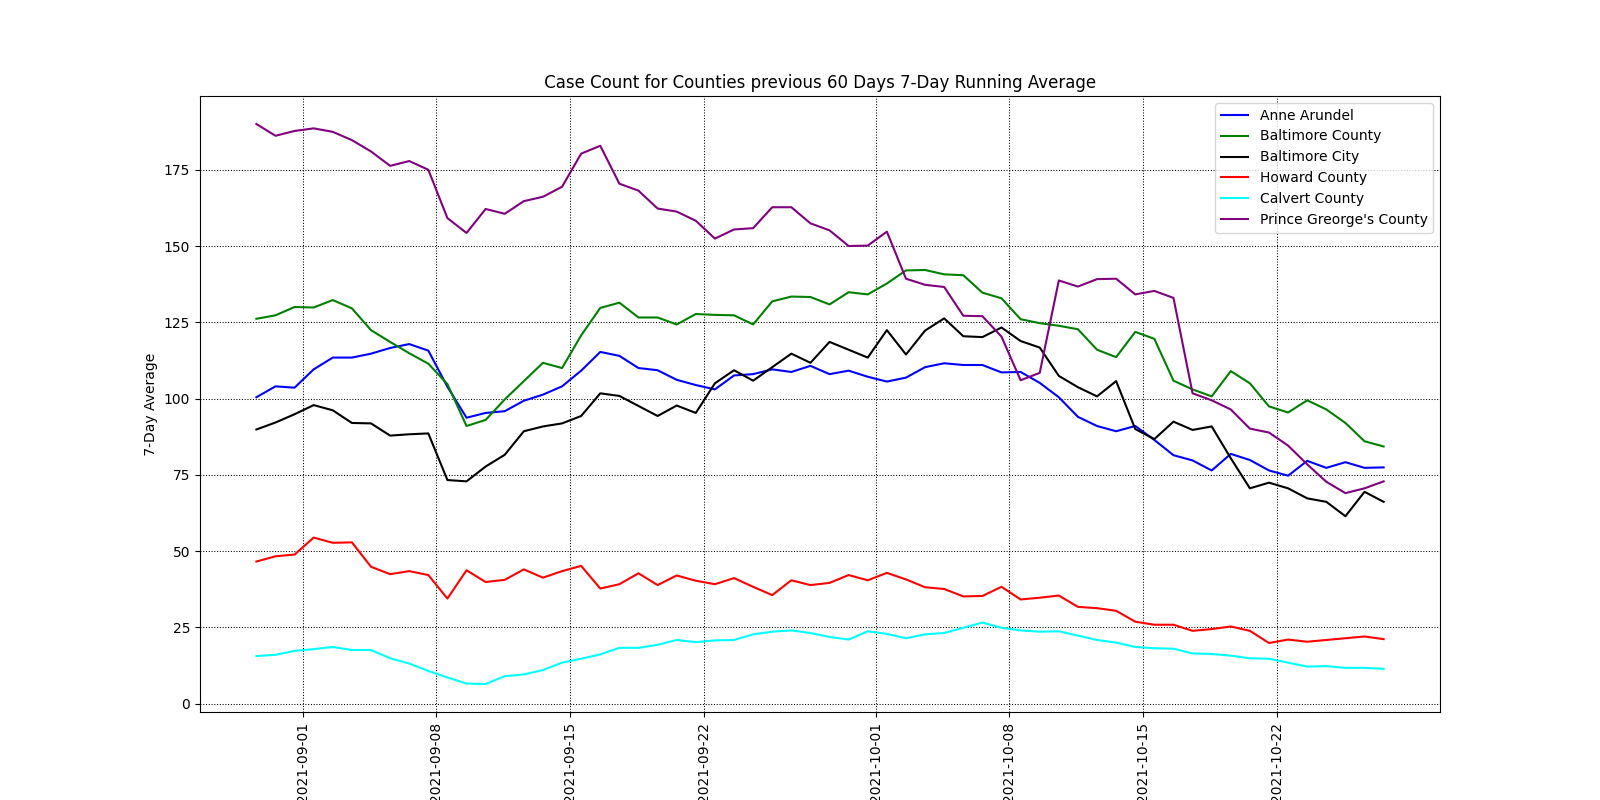 Case Count for Counties previous 60 Days 7-Day Running Average
Anne Arundel
Baltimore County
Baltimore City
Howard County
Calvert County
Prince Greorge's County
7-Day Average
175
150
125
100
75
50
25
0
2021-09-01
2021-09-08
2021-09-15
2021-09-22
2021-10-01
2021-10-08
2021-10-15
2021-10-22